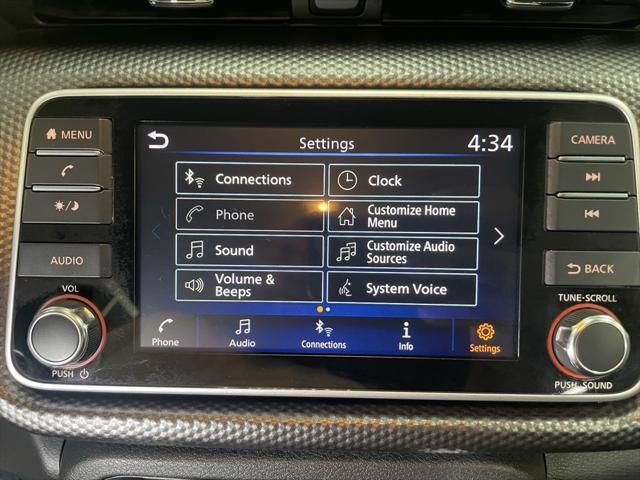 MENU
Settings
4:34
CAMERA
Connections
Clock
Phone
Customize Home
Menu
Sound
Customize Audio
Sources
AUDIO
BACK
Volume &
Beeps
System Voice
VOL
TUNE·SCROLL
Phone
Audio
Connections
Info
Settings
PUSH
PUSH SOUND